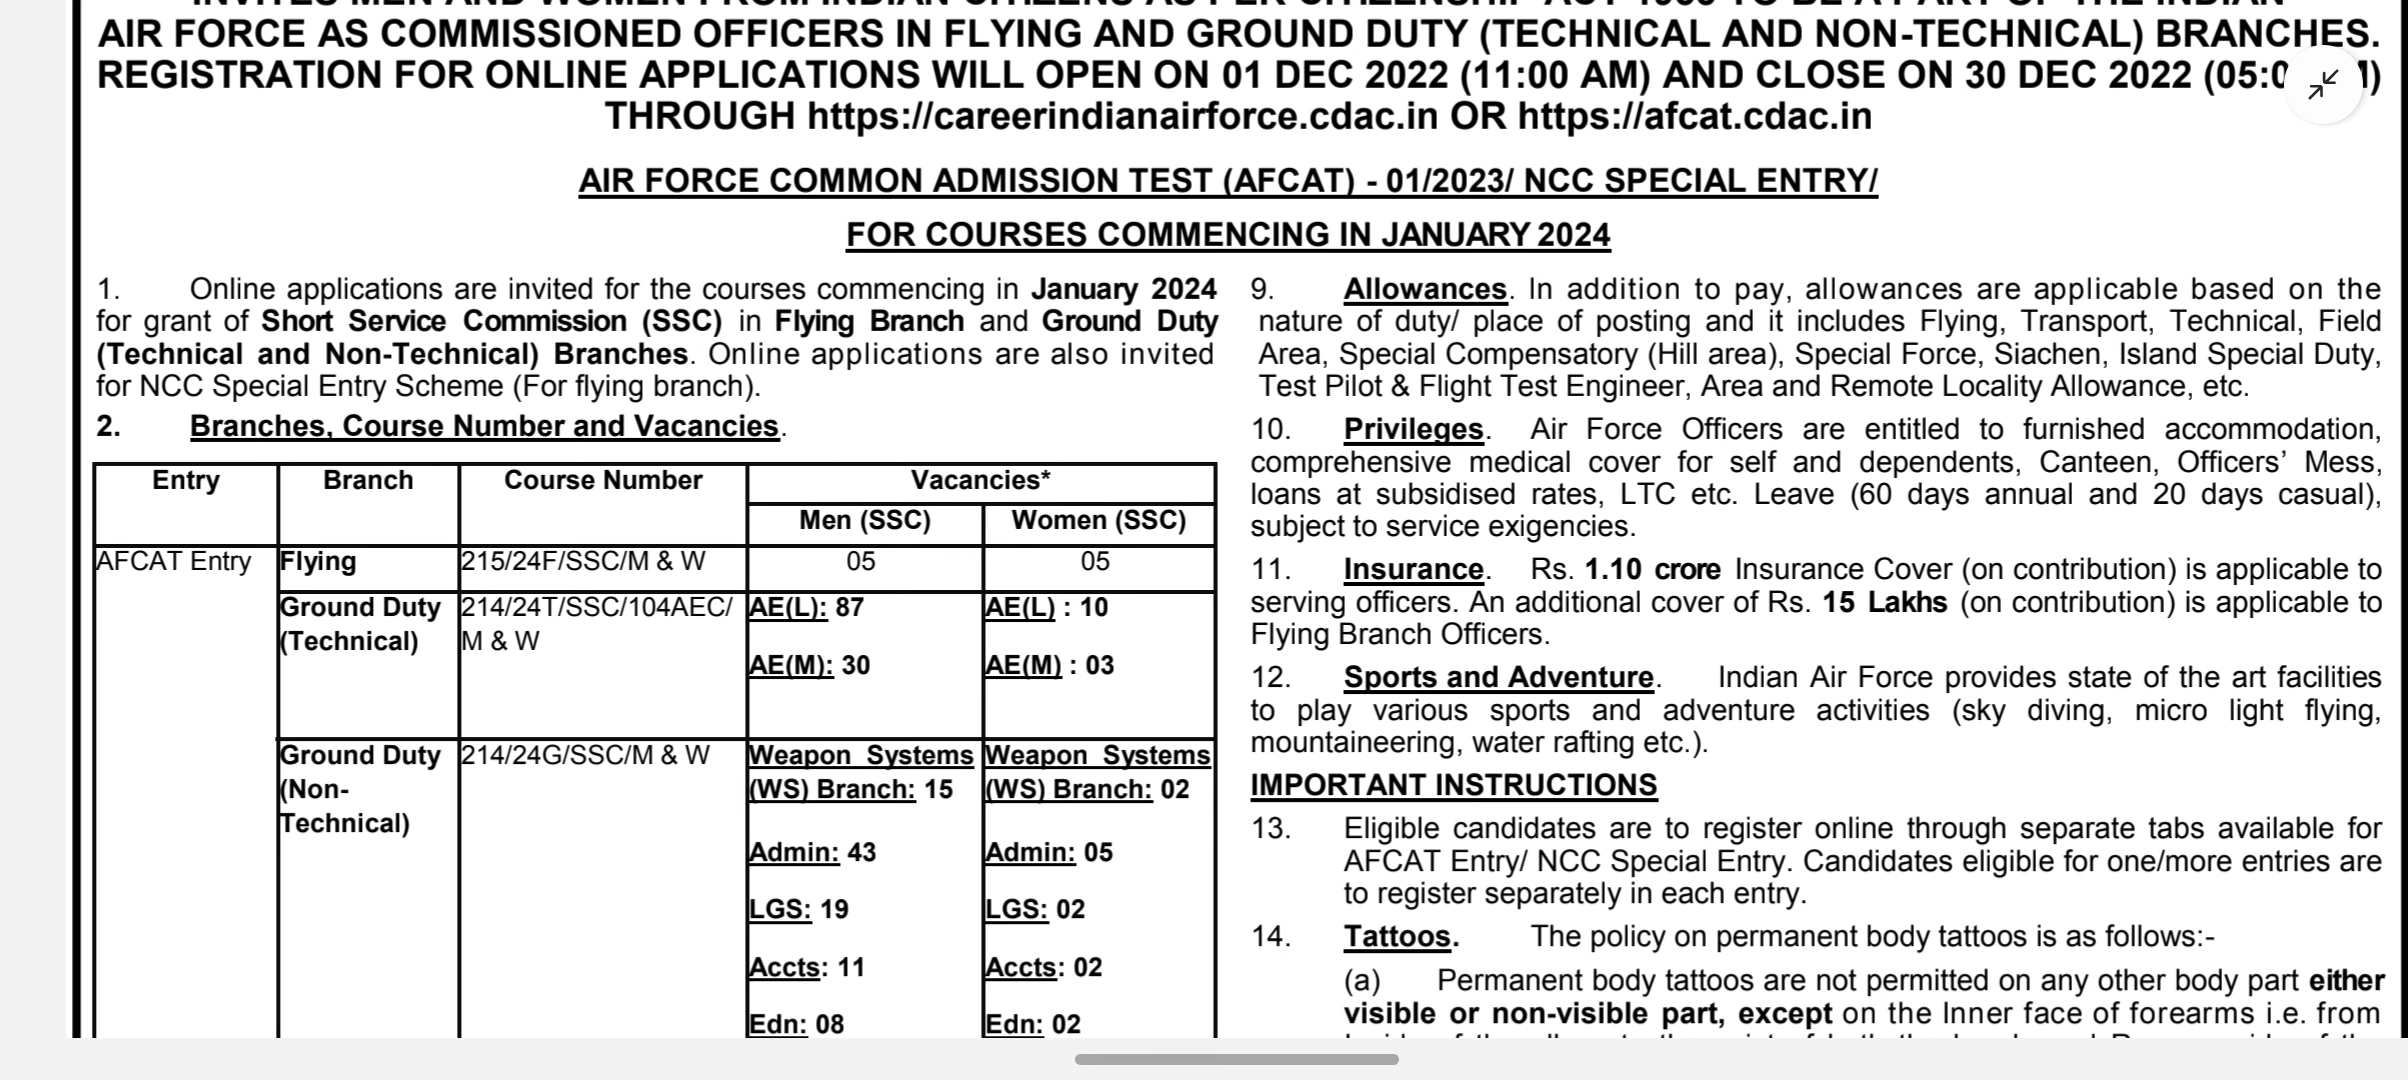 AIR FORCE AS COMMISSIONED OFFICERS IN FLYING AND GROUND DUTY (TECHNICAL AND NON-TECHNICAL) BRANCHES.
REGISTRATION FOR ONLINE APPLICATIONS WILL OPEN ON 01 DEC 2022 (11:00 AM) AND CLOSE ON 30 DEC 2022
THROUGH https://careerindianairforce.cdac.in OR https://afcat.cdac.in
AIR FORCE COMMON ADMISSION TEST (AFCAT) - 01/2023/ NCC SPECIAL ENTRY/
FOR COURSES COMMENCING IN JANUARY 2024
1. Online applications are invited for the courses commencing in January 2024
for grant of Short Service Commission (SSC) in Flying Branch and Ground Duty
(Technical and Non-Technical) Branches. Online applications are also invited
for NCC Special Entry Scheme (For flying branch).
2. Branches, Course Number and Vacancies.
Entry Branch Course Number Vacancies*
Men (SSC) Women (SSC)
AFCAT Entry Flying 215/24F/SSC/M & W 05 05
Ground Duty 214/24T/SSC/104AEC/ AE(L): 87 AE(L) : 10
(Technical) M & W
AE(M): 30 AE(M) : 03
Ground Duty 214/24G/SSC/M & W Weapon Systems Weapon Systems
(Non- (WS) Branch: 15 (WS) Branch: 02
Technical)
Admin: 43 Admin: 05
LGS: 19 LGS: 02
Accts: 11 Accts: 02
Edn: 08 Edn: 02
9. Allowances. In addition to pay, allowances are applicable based on the
nature of duty/ place of posting and it includes Flying, Transport, Technical, Field
Area, Special Compensatory (Hill area), Special Force, Siachen, Island Special Duty,
Test Pilot & Flight Test Engineer, Area and Remote Locality Allowance, etc.
10. Privileges. Air Force Officers are entitled to furnished accommodation,
comprehensive medical cover for self and dependents, Canteen, Officers’ Mess,
loans at subsidised rates, LTC etc. Leave (60 days annual and 20 days casual),
subject to service exigencies.
11. Insurance. Rs. 1.10 crore Insurance Cover (on contribution) is applicable to
serving officers. An additional cover of Rs. 15 Lakhs (on contribution) is applicable to
Flying Branch Officers.
12. Sports and Adventure. Indian Air Force provides state of the art facilities
to play various sports and adventure activities (sky diving, micro light flying,
mountaineering, water rafting etc.).
IMPORTANT INSTRUCTIONS
13. Eligible candidates are to register online through separate tabs available for
AFCAT Entry/ NCC Special Entry. Candidates eligible for one/more entries are
to register separately in each entry.
14. Tattoos. The policy on permanent body tattoos is as follows:-
(a) Permanent body tattoos are not permitted on any other body part either
visible or non-visible part, except on the Inner face of forearms i.e. from